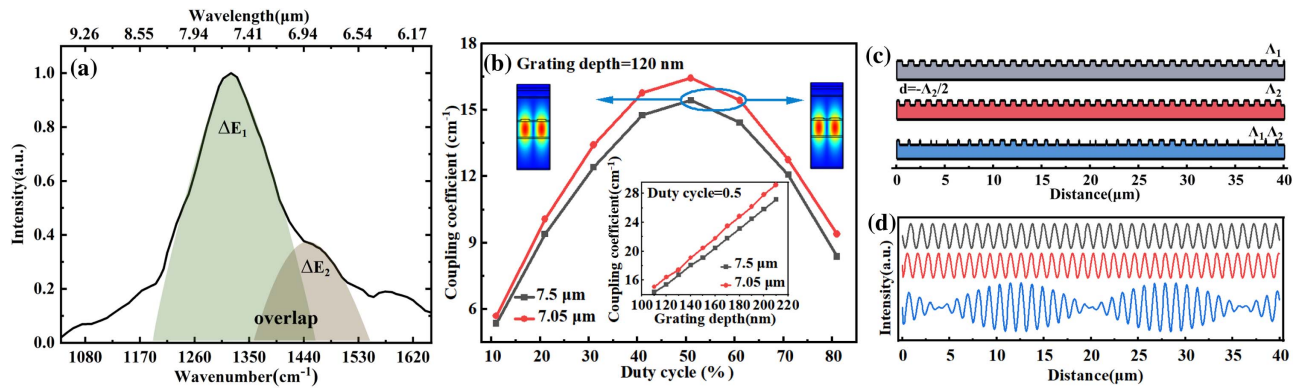 Wavelength(μm)
9.26 8.55 7.94 7.41 6.94 6.54 6.17
(a)
1.0
0.8
0.6
0.4
0.2
0.0
Intensity(a.u.)
ΔE₁
ΔE₂
overlap
1080 1170 1260 1350 1440 1530 1620
Wavenumber(cm⁻¹)
(b)
Grating depth=120 nm
18
15
12
9
6
Coupling coefficient (cm⁻¹)
7.5 μm
7.05 μm
10 20 30 40 50 60 70 80
Duty cycle (%)
Duty cycle=0.5
28
24
20
16
Coupling coefficient(cm⁻¹)
7.5 μm
7.05 μm
100 120 140 160 180 200 220
Grating depth(nm)
(c)
Λ₁
d=-Λ₂/2
Λ₂
Λ₁,Λ₂
0 5 10 15 20 25 30 35 40
Distance(μm)
(d)
Intensity(a.u.)
0 5 10 15 20 25 30 35 40
Distance(μm)